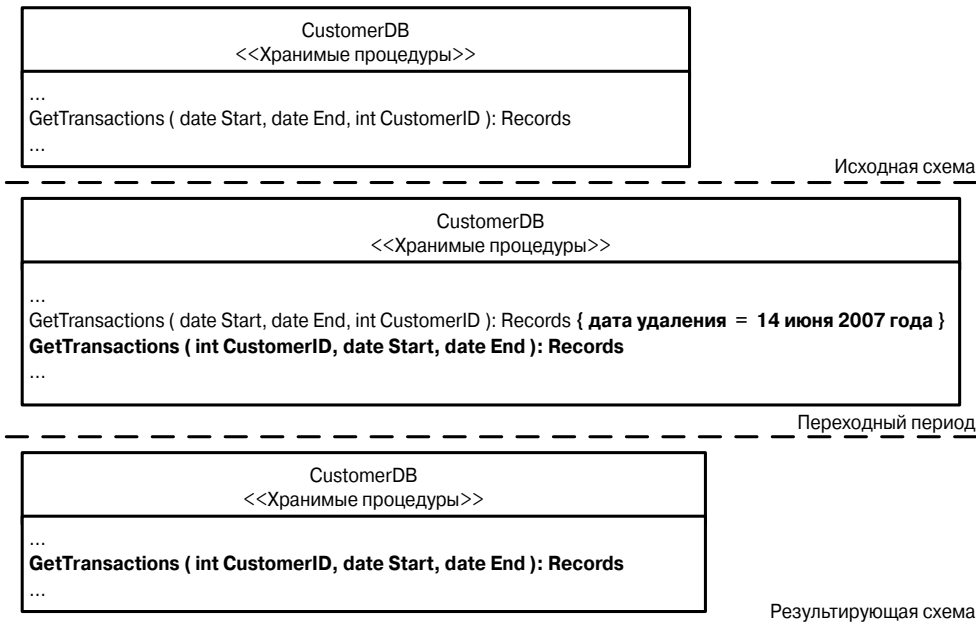 CustomerDB
<<Хранимые процедуры>>
...
GetTransactions ( date Start, date End, int CustomerID ): Records
...
Исходная схема
CustomerDB
<<Хранимые процедуры>>
...
GetTransactions ( date Start, date End, int CustomerID ): Records { дата удаления = 14 июня 2007 года }
GetTransactions ( int CustomerID, date Start, date End ): Records
...
Переходный период
CustomerDB
<<Хранимые процедуры>>
...
GetTransactions ( int CustomerID, date Start, date End ): Records
...
Результирующая схема